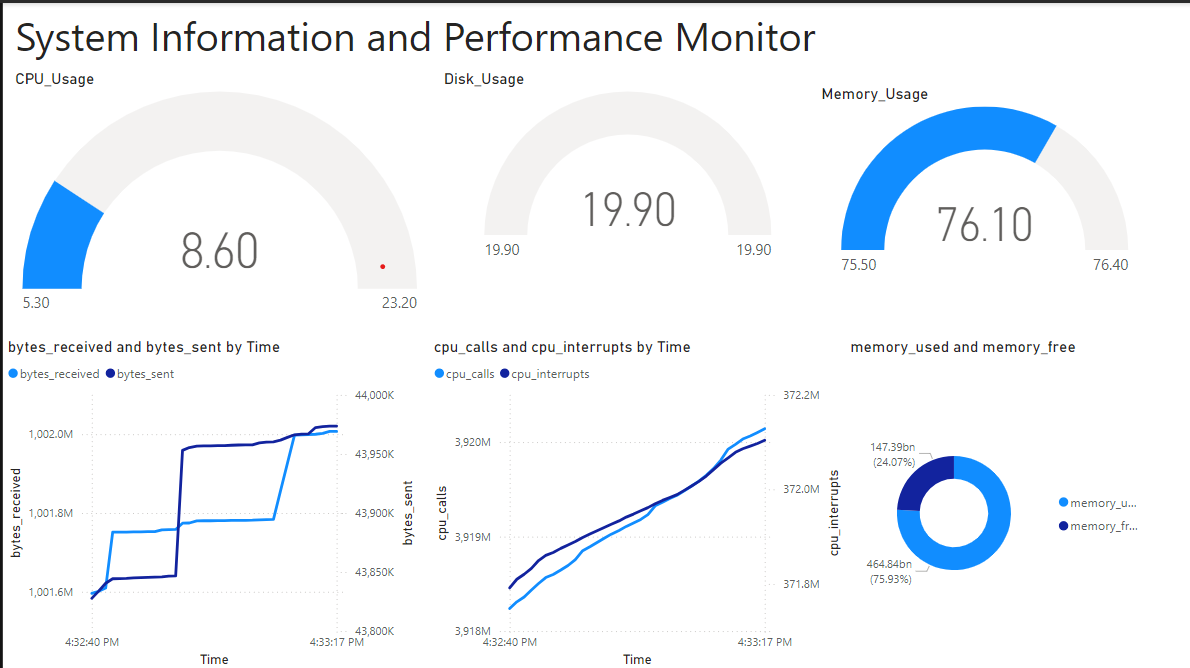 System Information and Performance Monitor
CPU_Usage
8.60
5.30
23.20
Disk_Usage
19.90
19.90
19.90
Memory_Usage
76.10
75.50
76.40
bytes_received and bytes_sent by Time
bytes_received bytes_sent
44,000K
1,002.0M
43,950K
1,001.8M
43,900K
43,850K
1,001.6M
43,800K
bytes_received
bytes_sent
4:32:40 PM
4:33:17 PM
Time
cpu_calls and cpu_interrupts by Time
cpu_calls cpu_interrupts
372.2M
3,920M
372.0M
3,919M
371.8M
3,918M
cpu_calls
cpu_interrupts
4:32:40 PM
4:33:17 PM
Time
memory_used and memory_free
147.39bn
(24.07%)
464.84bn
(75.93%)
memory_u...
memory_fr...